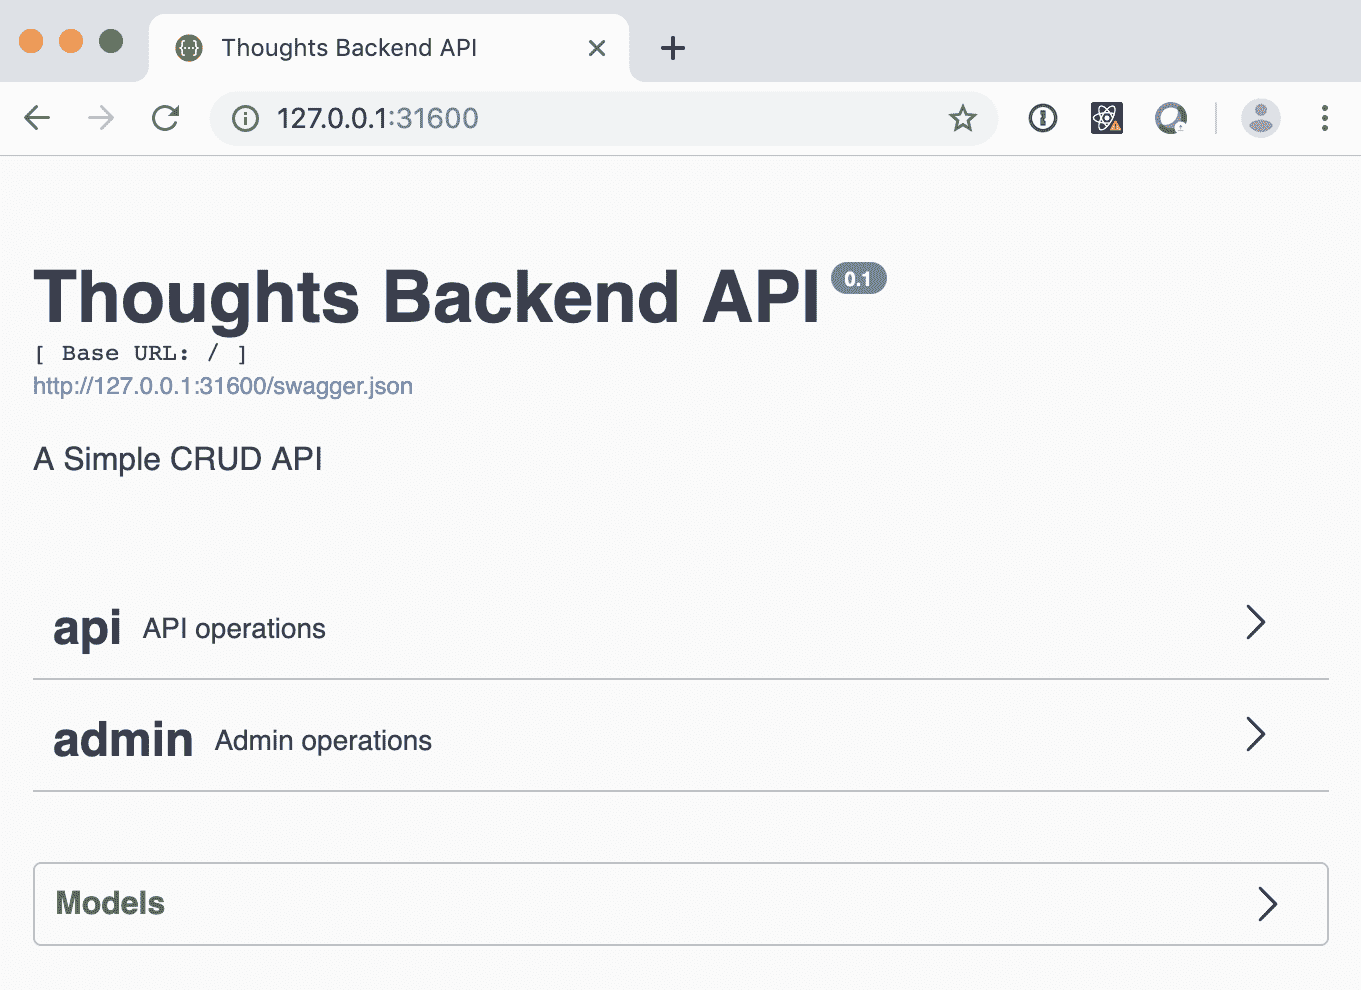 Thoughts Backend API
127.0.0.1:31600
Thoughts Backend API 0.1
[ Base URL: / ]
http://127.0.0.1:31600/swagger.json
A Simple CRUD API
api API operations
admin Admin operations
Models